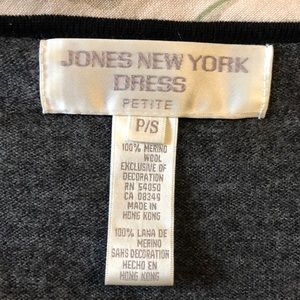 JONES NEW YORK
DRESS
PETITE
P/S
100% MERINO
WOOL
EXCLUSIVE OF
DECORATION
RN 54050
CA 08249
MADE IN
HONG KONG
100% LANA DE
MERINO
SANS DECORATION
HECHO EN
HONG KONG